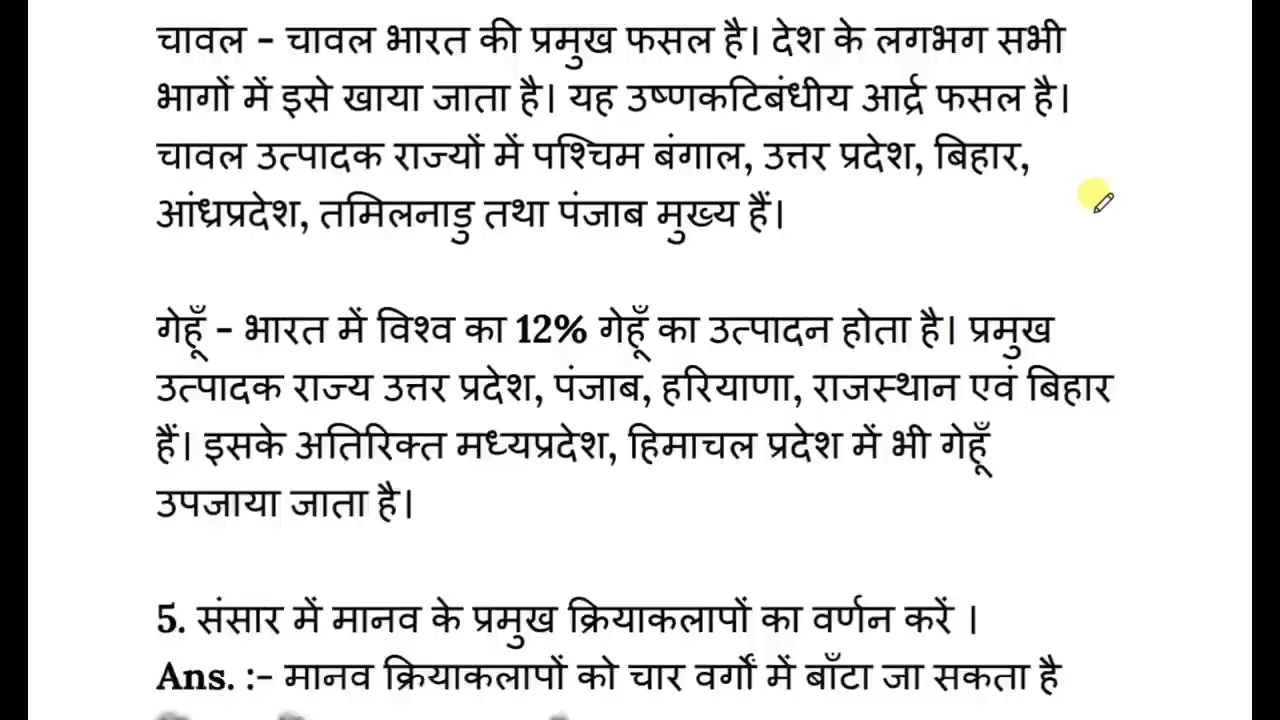 चावल - चावल भारत की प्रमुख फसल है। देश के लगभग सभी
भागों में इसे खाया जाता है। यह उष्णकटिबंधीय आर्द्र फसल है।
चावल उत्पादक राज्यों में पश्चिम बंगाल, उत्तर प्रदेश, बिहार,
आंध्रप्रदेश, तमिलनाडु तथा पंजाब मुख्य हैं।
गेहूँ - भारत में विश्व का 12% गेहूँ का उत्पादन होता है। प्रमुख
उत्पादक राज्य उत्तर प्रदेश, पंजाब, हरियाणा, राजस्थान एवं बिहार
हैं। इसके अतिरिक्त मध्यप्रदेश, हिमाचल प्रदेश में भी गेहूँ
उपजाया जाता है।
5. संसार में मानव के प्रमुख क्रियाकलापों का वर्णन करें ।
Ans. :- मानव क्रियाकलापों को चार वर्गों में बाँटा जा सकता है